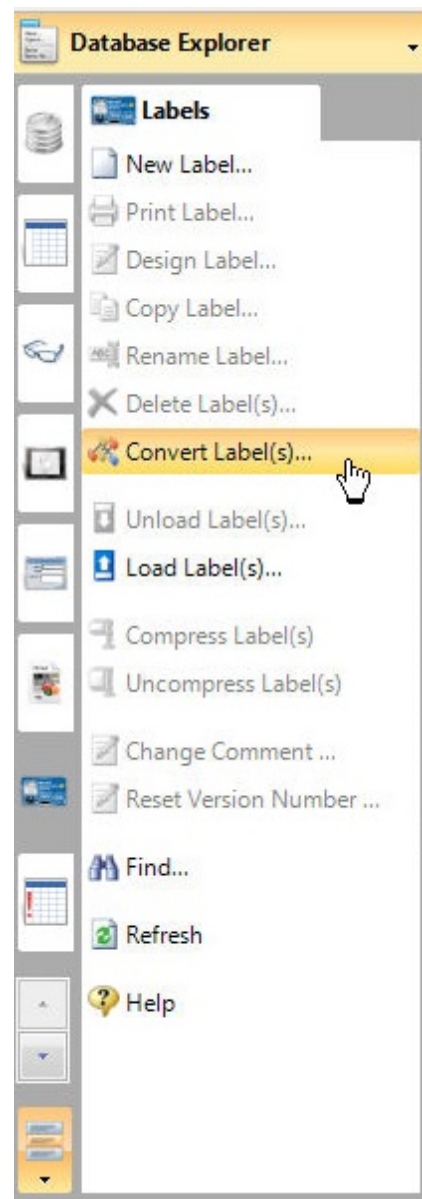 Database Explorer
Labels
New Label...
Print Label...
Design Label...
Copy Label...
Rename Label...
Delete Label(s)...
Convert Label(s)...
Unload Label(s)...
Load Label(s)...
Compress Label(s)
Uncompress Label(s)
Change Comment ...
Reset Version Number ...
Find...
Refresh
Help